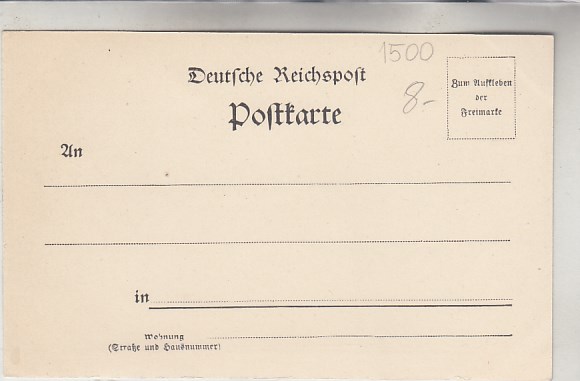 1500
Deutsche Reichspost
8.-
Postkarte
Zum Aufkleben
der
Freimarke
An
in
Wohnung
(Straße und Hausnummer)